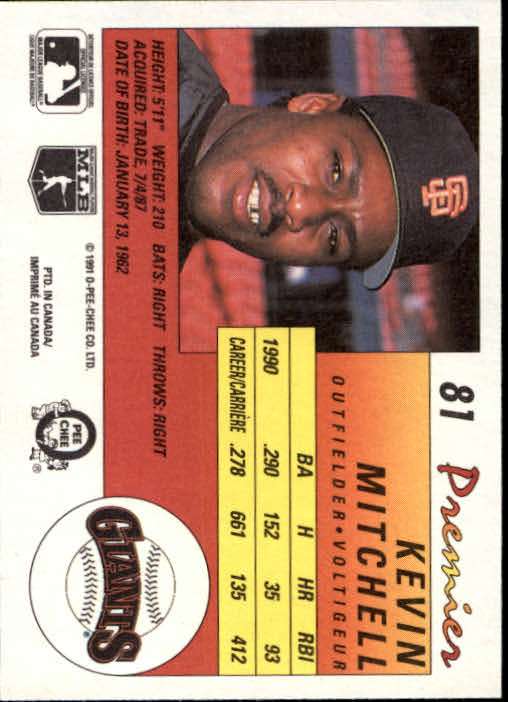 81 Premier
KEVIN
MITCHELL
OUTFIELDER • VOLTIGEUR
SF
BA H HR RBI
1990 .290 152 35 93
CAREER/CARRIÈRE .278 661 135 412
HEIGHT: 5'11" WEIGHT: 210 BATS: RIGHT THROWS: RIGHT
ACQUIRED: TRADE, 7/4/87
DATE OF BIRTH: JANUARY 13, 1962
GIANTS
MLB
© 1991 O-PEE-CHEE CO. LTD.
PTD. IN CANADA/
IMPRIMÉ AU CANADA
O
PEE
CHEE
®